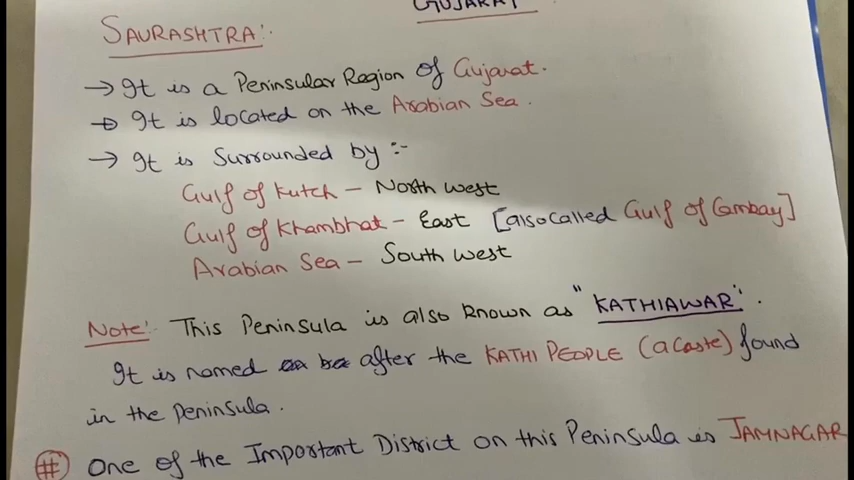 GUJARAT
SAURASHTRA:
→ It is a Peninsular Region of Gujarat.
→ It is located on the Arabian Sea.
→ It is Surrounded by :-
Gulf of Kutch - North west
Gulf of Khambhat - East [also called Gulf of Cambay]
Arabian Sea - South west
Note: This Peninsula is also known as "KATHIAWAR".
It is named after the KATHI PEOPLE (a caste) found
in the Peninsula.
# One of the Important District on this Peninsula is JAMNAGAR